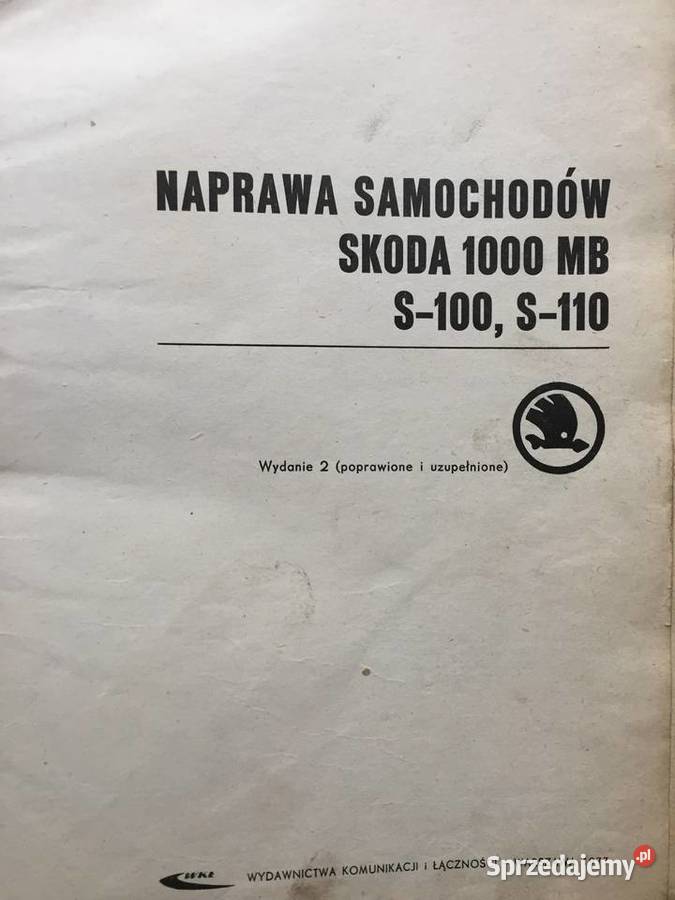 NAPRAWA SAMOCHODÓW
SKODA 1000 MB
S-100, S-110
Wydanie 2 (poprawione i uzupełnione)
WKŁ WYDAWNICTWA KOMUNIKACJI i ŁĄCZNOŚ
Sprzedajemy.pl